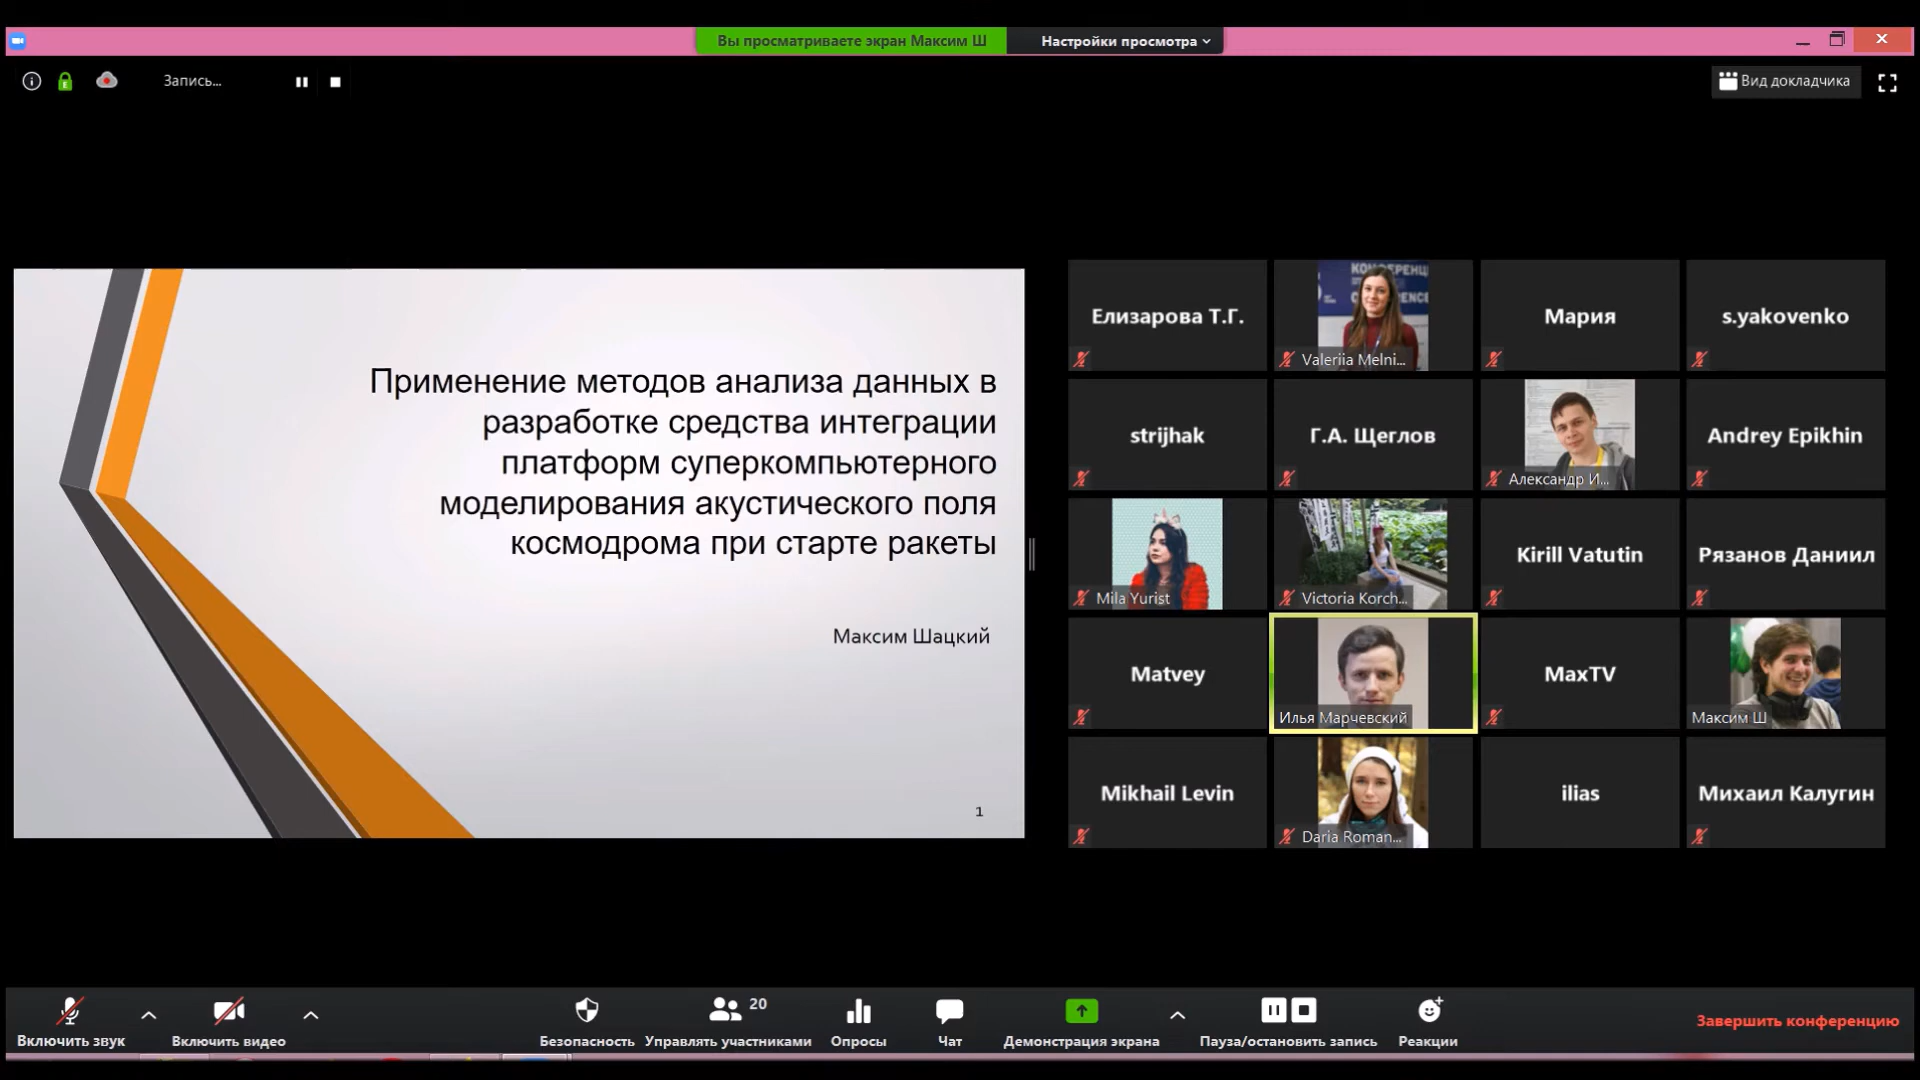 Вы просматриваете экран Максим Ш
Настройки просмотра
Запись...
Вид докладчика
Применение методов анализа данных в
разработке средства интеграции
платформ суперкомпьютерного
моделирования акустического поля
космодрома при старте ракеты
Максим Шацкий
1
Елизарова Т.Г.
КОНФЕРЕНЦ
Valeriia Melni...
Мария
s.yakovenko
strijhak
Г.А. Щеглов
Александр И...
Andrey Epikhin
Mila Yurist
Victoria Korch...
Kirill Vatutin
Рязанов Даниил
Matvey
Илья Марчевский
MaxTV
Максим Ш
Mikhail Levin
Daria Roman...
ilias
Михаил Калугин
Включить звук
Включить видео
Безопасность
Управлять участниками
20
Опросы
Чат
Демонстрация экрана
Пауза/остановить запись
Реакции
Завершить конференцию